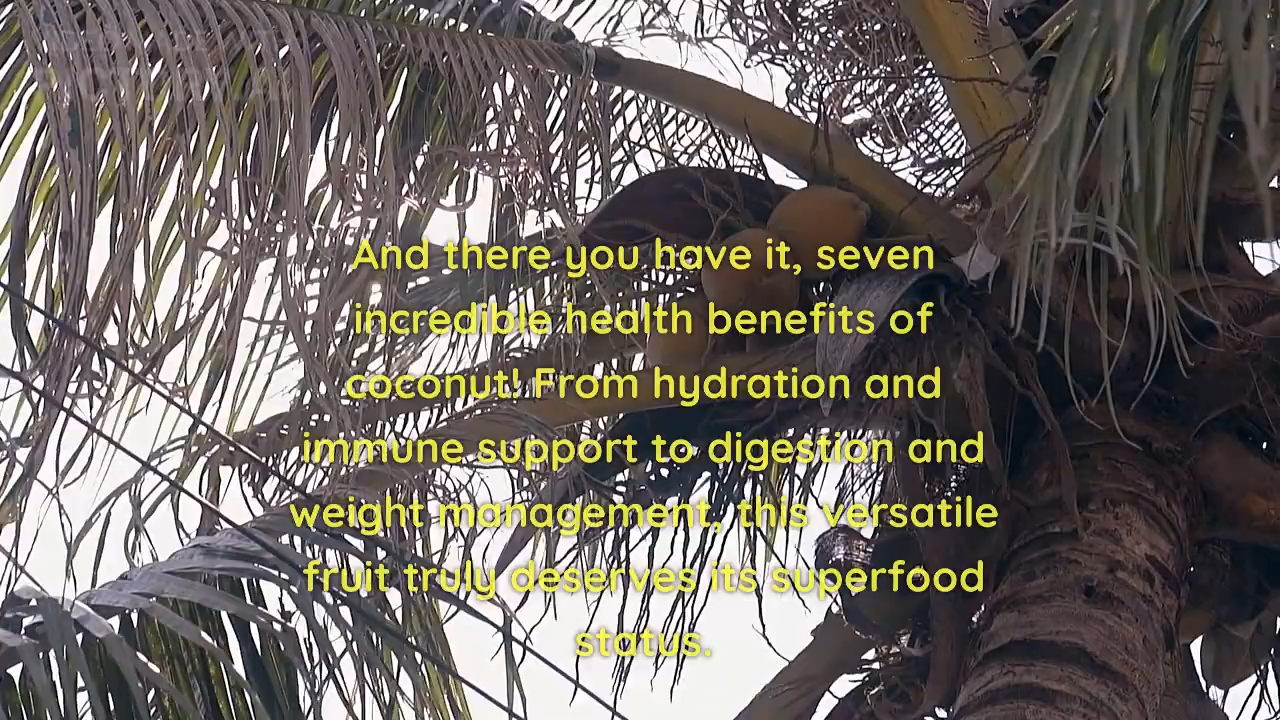 And there you have it, seven
incredible health benefits of
coconut! From hydration and
immune support to digestion and
weight management, this versatile
fruit truly deserves its superfood
status.